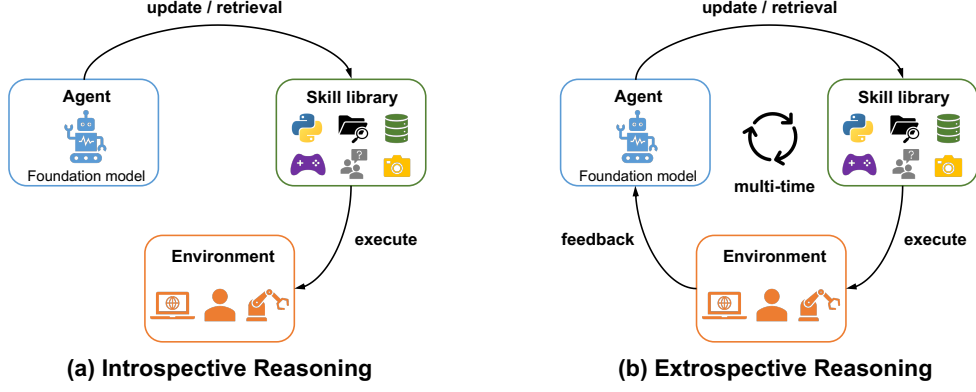 update / retrieval
Agent
Foundation model
Skill library
?
execute
Environment
(a) Introspective Reasoning
update / retrieval
Agent
Foundation model
Skill library
?
multi-time
feedback
execute
Environment
(b) Extrospective Reasoning